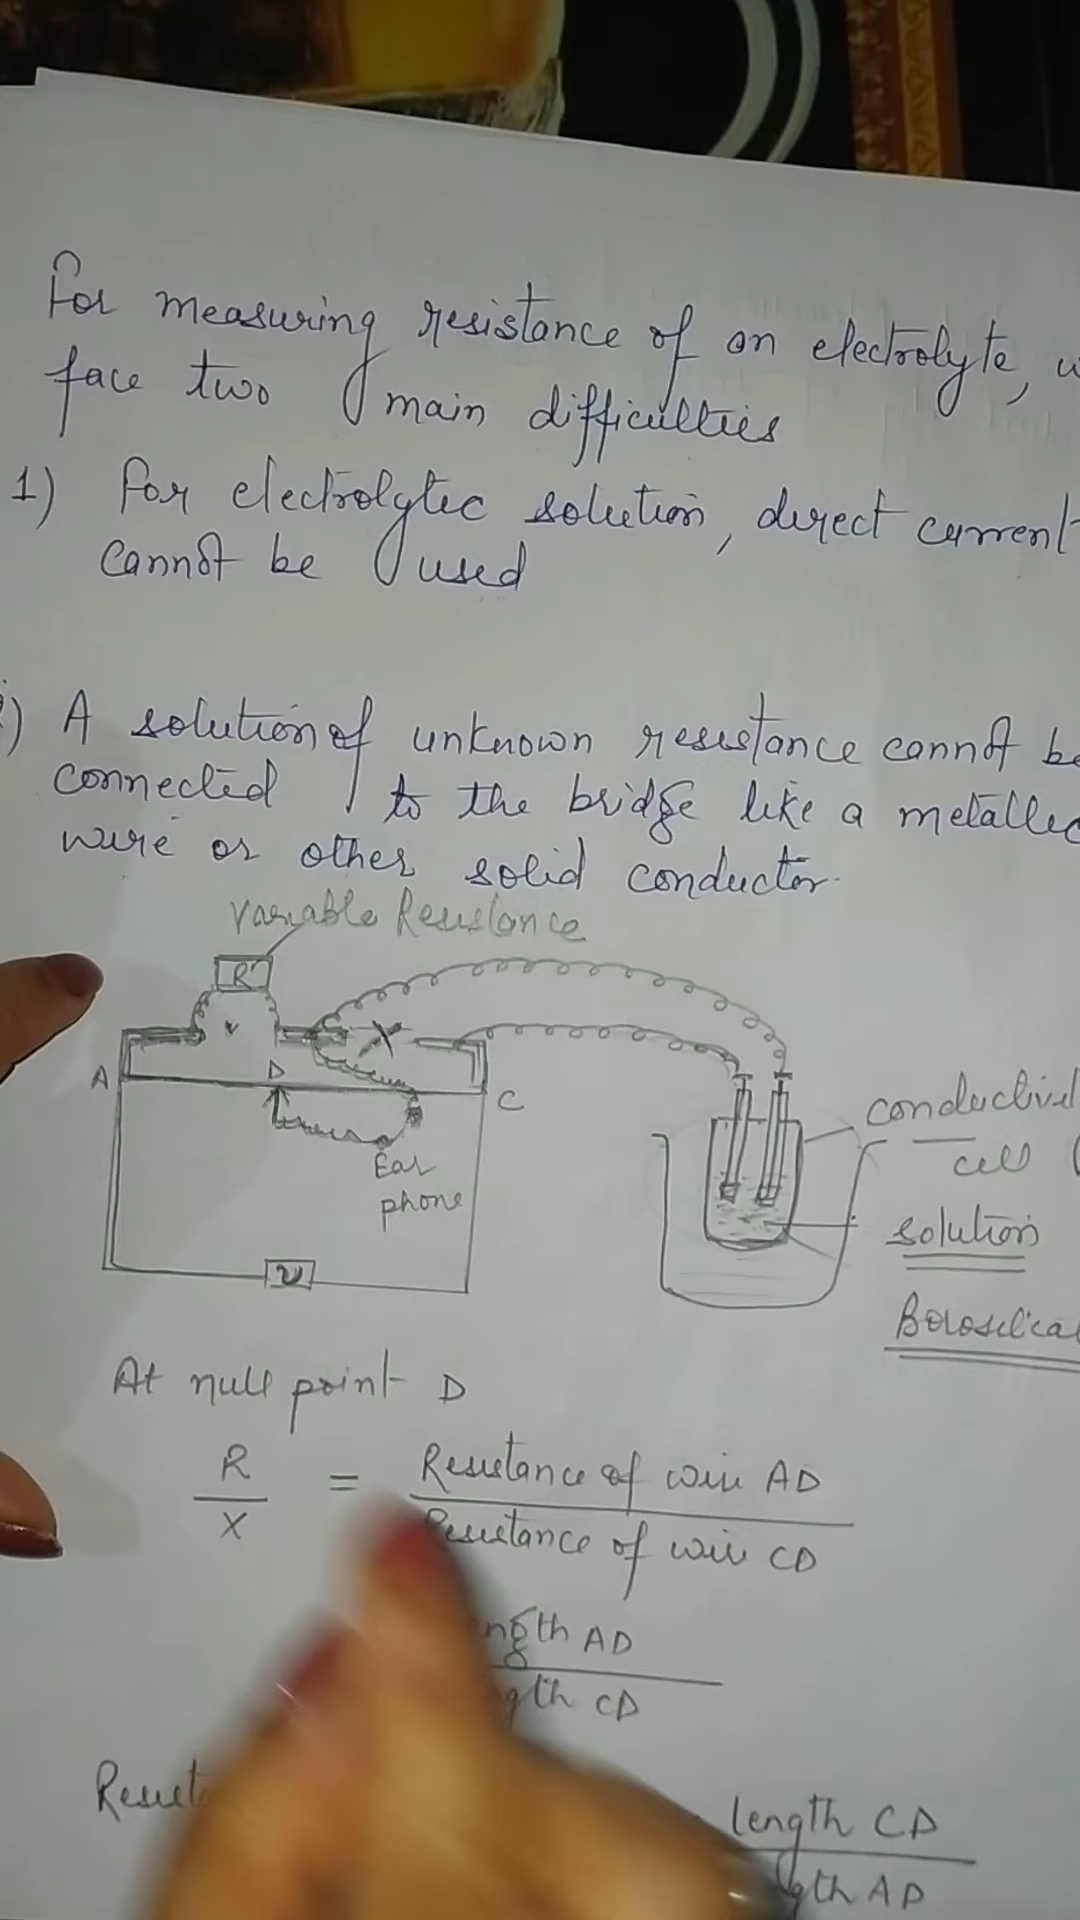 For measuring resistance of an electrolyte,
face two main difficulties
1) For electrolytic solution, direct current
cannot be used
A solution of unknown resistance cannot be
connected to the bridge like a metallic
wire or other solid conductor.
Variable Resistance
R
X
A
D
C
Ear
phone
conductivi
cell
solution
Borosilica
At null point D
R = Resistance of wire AD
X Resistance of wire CD
length AD
length CD
length CD
length AD